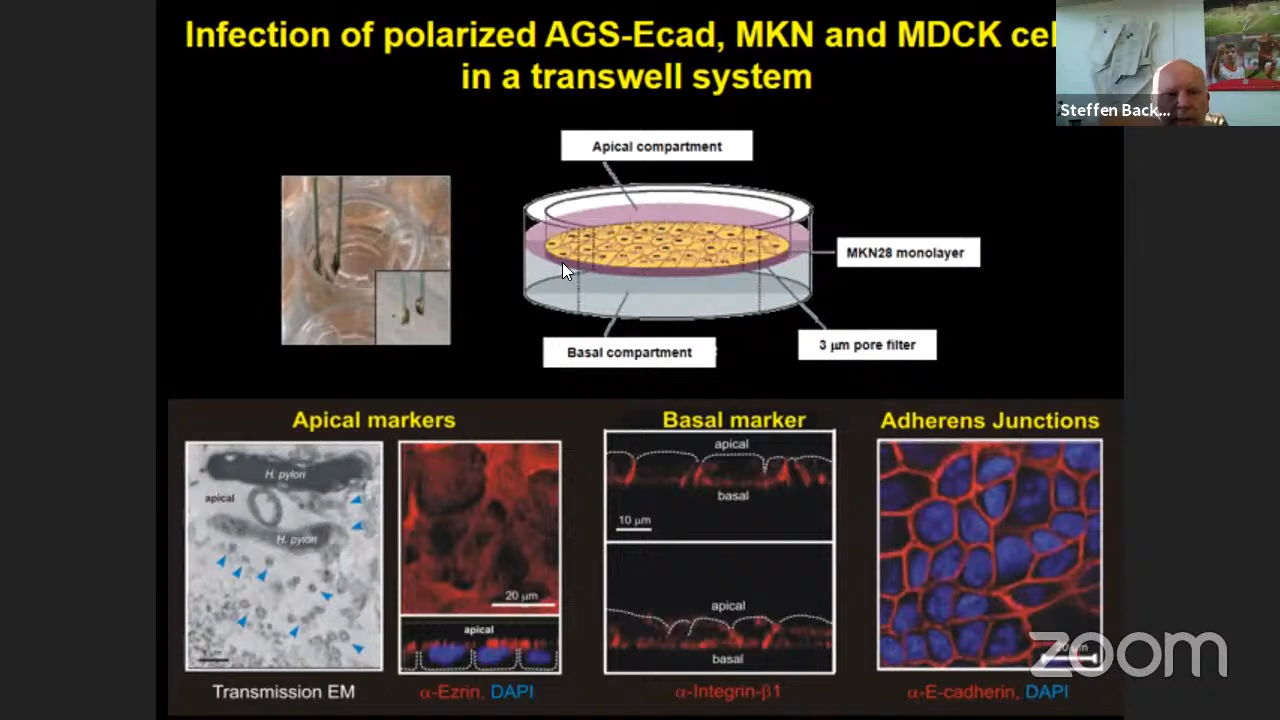 Infection of polarized AGS-Ecad, MKN and MDCK cel
in a transwell system
Steffen Back...
Apical compartment
MKN28 monolayer
3 µm pore filter
Basal compartment
Apical markers
Basal marker
Adherens Junctions
H. pylori
apical
H. pylori
20 µm
apical
apical
basal
10 µm
apical
basal
20 µm
zoom
Transmission EM
α-Ezrin, DAPI
α-Integrin-β1
α-E-cadherin, DAPI